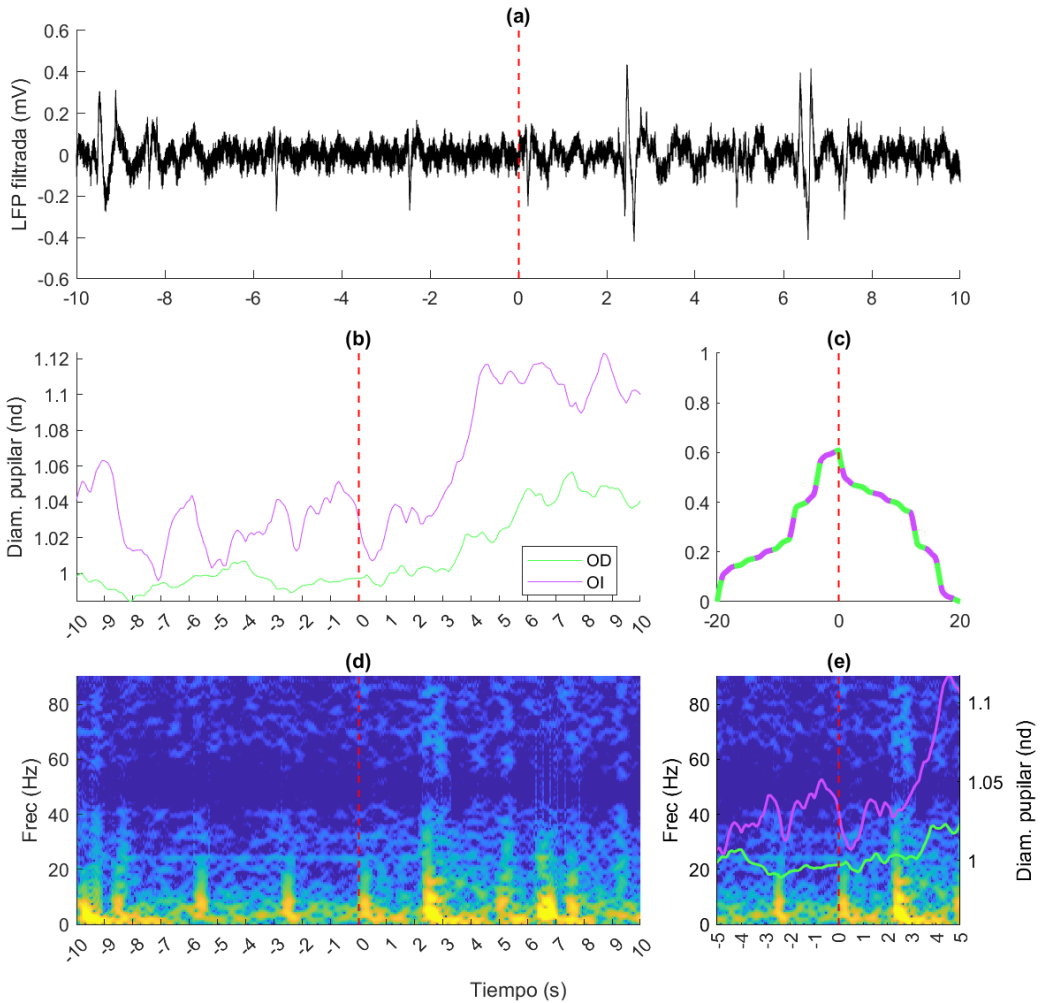 (a)
LFP filtrada (mV)
0.6
0.4
0.2
0
-0.2
-0.4
-0.6
-10 -8 -6 -4 -2 0 2 4 6 8 10
(b)
Diam. pupilar (nd)
1.12
1.1
1.08
1.06
1.04
1.02
1
OD
OI
-10 -9 -8 -7 -6 -5 -4 -3 -2 -1 0 1 2 3 4 5 6 7 8 9 10
(c)
1
0.8
0.6
0.4
0.2
0
-20 0 20
(d)
Frec (Hz)
80
60
40
20
0
-10 -9 -8 -7 -6 -5 -4 -3 -2 -1 0 1 2 3 4 5 6 7 8 9 10
(e)
Frec (Hz)
80
60
40
20
0
1.1
1.05
1
Diam. pupilar (nd)
-5 -4 -3 -2 -1 0 1 2 3 4 5
Tiempo (s)